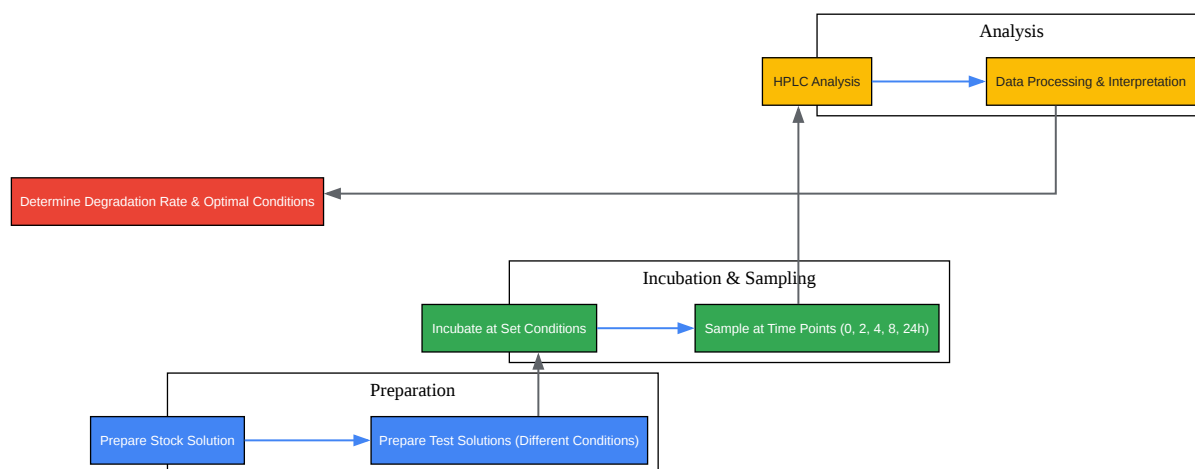 Analysis
HPLC Analysis
Data Processing & Interpretation
Determine Degradation Rate & Optimal Conditions
Incubation & Sampling
Incubate at Set Conditions
Sample at Time Points (0, 2, 4, 8, 24h)
Preparation
Prepare Stock Solution
Prepare Test Solutions (Different Conditions)